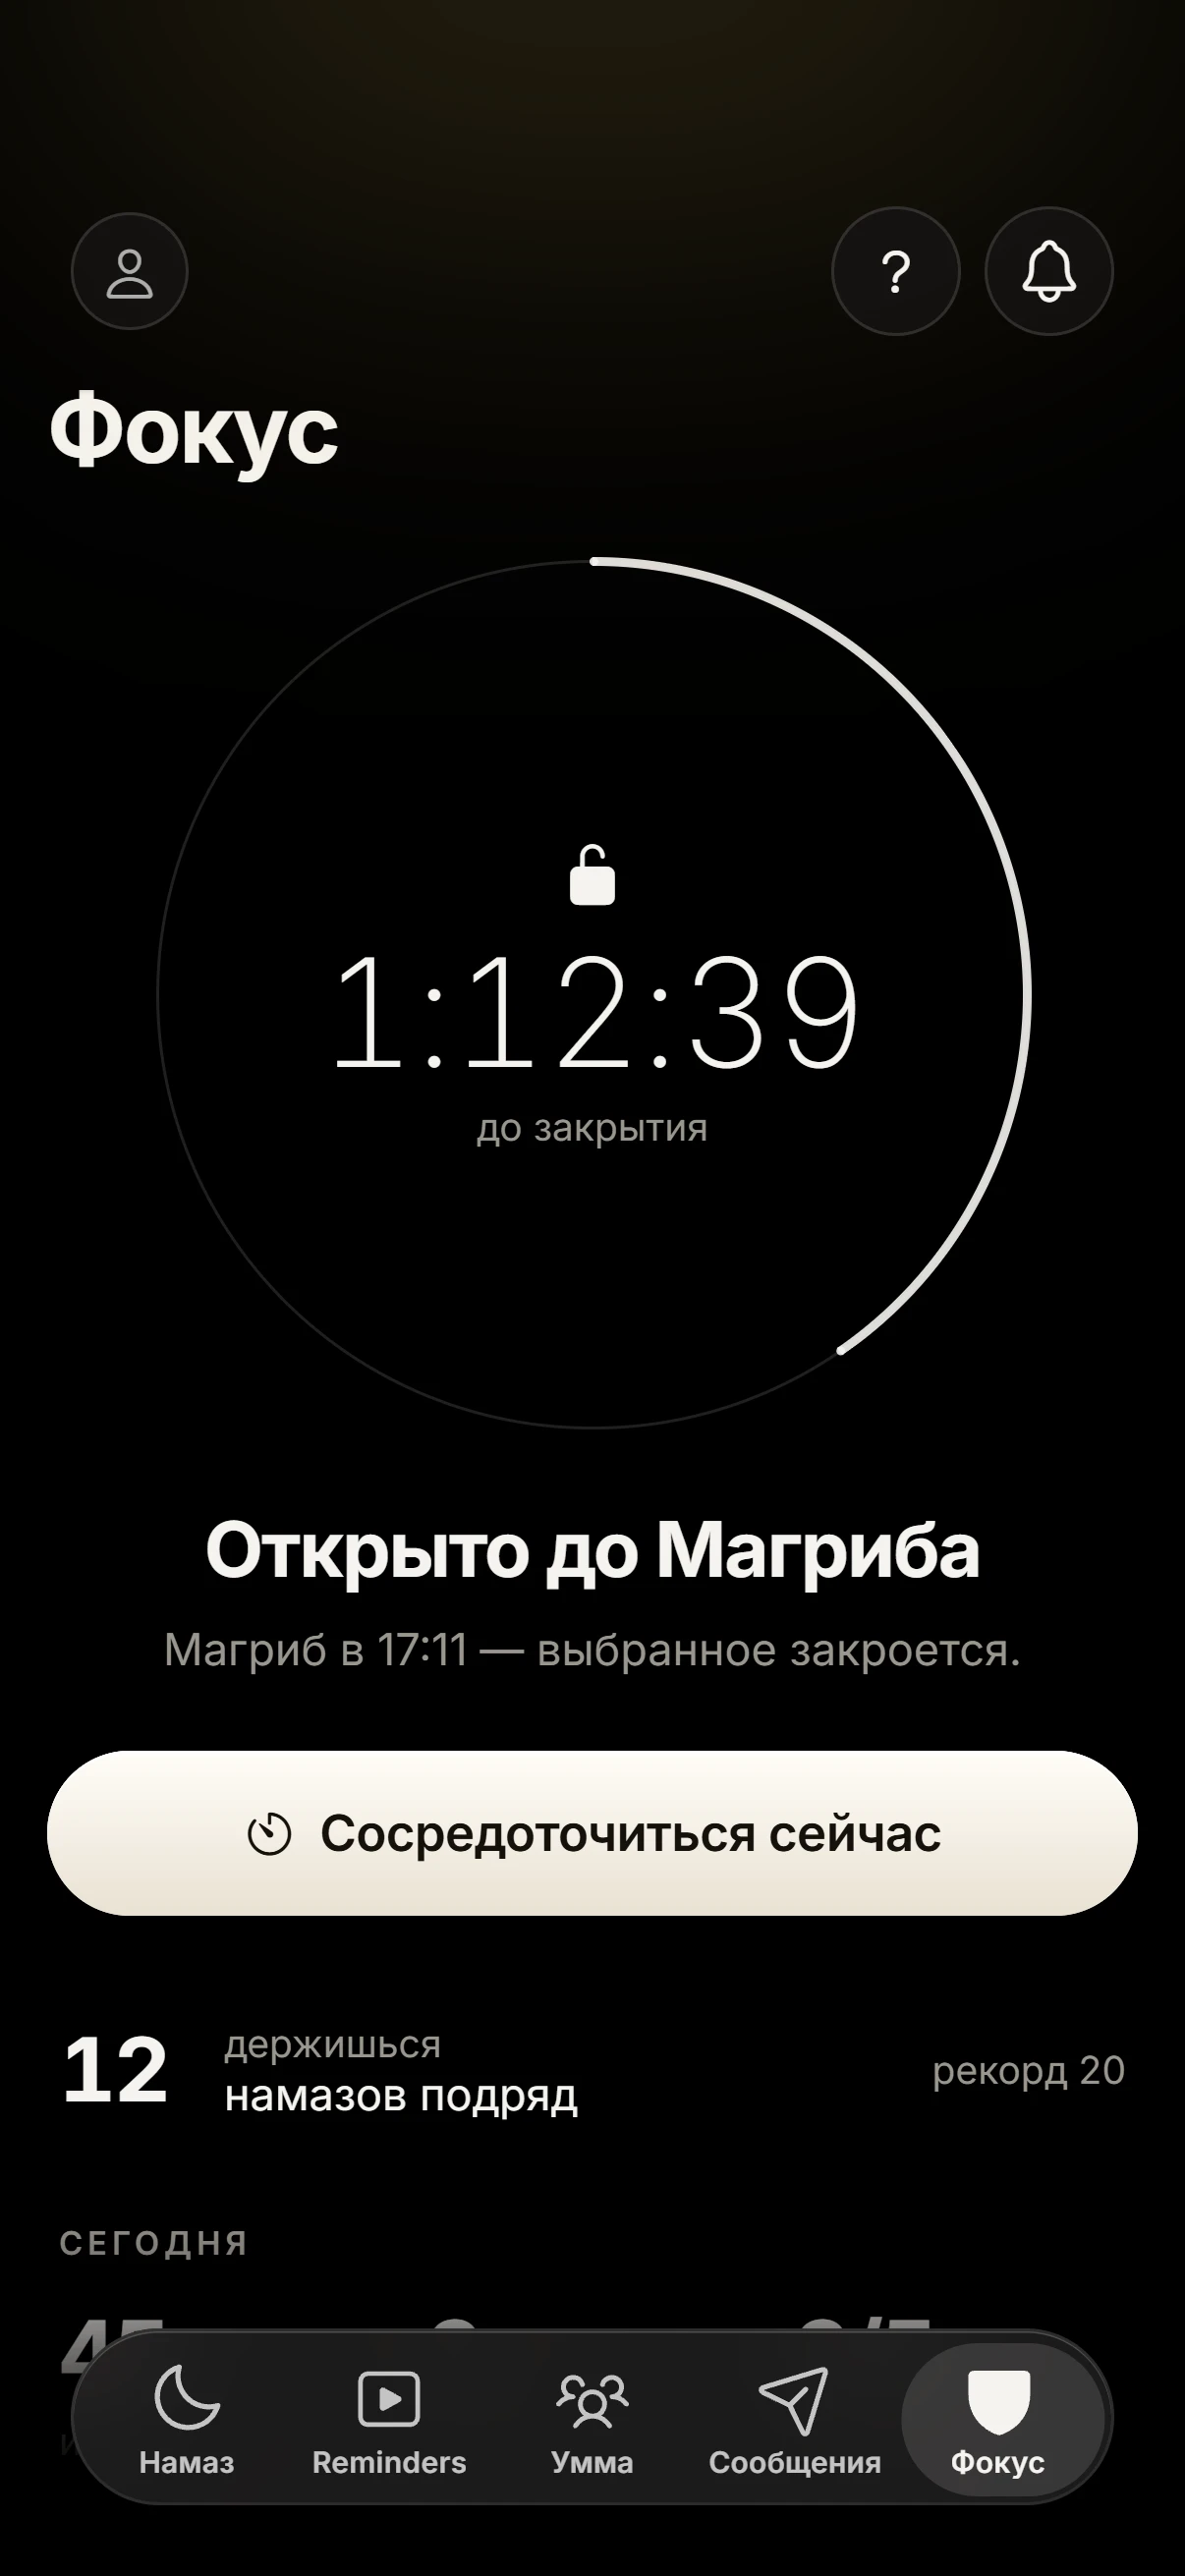 ?
Фокус
1:12:39
до закрытия
Открыто до Магриба
Магриб в 17:11 — выбранное закроется.
Сосредоточиться сейчас
12
держишься
намазов подряд
рекорд 20
СЕГОДНЯ
Намаз
Reminders
Умма
Сообщения
Фокус